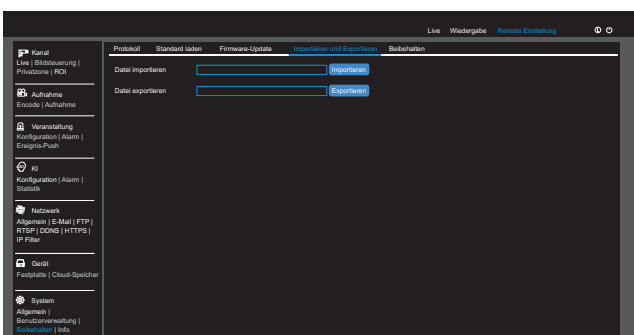 Live Wiedergabe Remote Einstellung
Protokoll Standard laden Firmware-Update Importieren und Exportieren Beibehalten
Datei importieren Importieren
Datei exportieren Exportieren
Kanal
Live | Bildsteuerung |
Privatzone | ROI
Aufnahme
Encode | Aufnahme
Veranstaltung
Konfiguration | Alarm |
Ereignis-Push
KI
Konfiguration | Alarm |
Statistik
Netzwerk
Allgemein | E-Mail | FTP |
RTSP | DDNS | HTTPS |
IP Filter
Gerät
Festplatte | Cloud-Speicher
System
Allgemein |
Benutzerverwaltung |
Beibehalten | Info